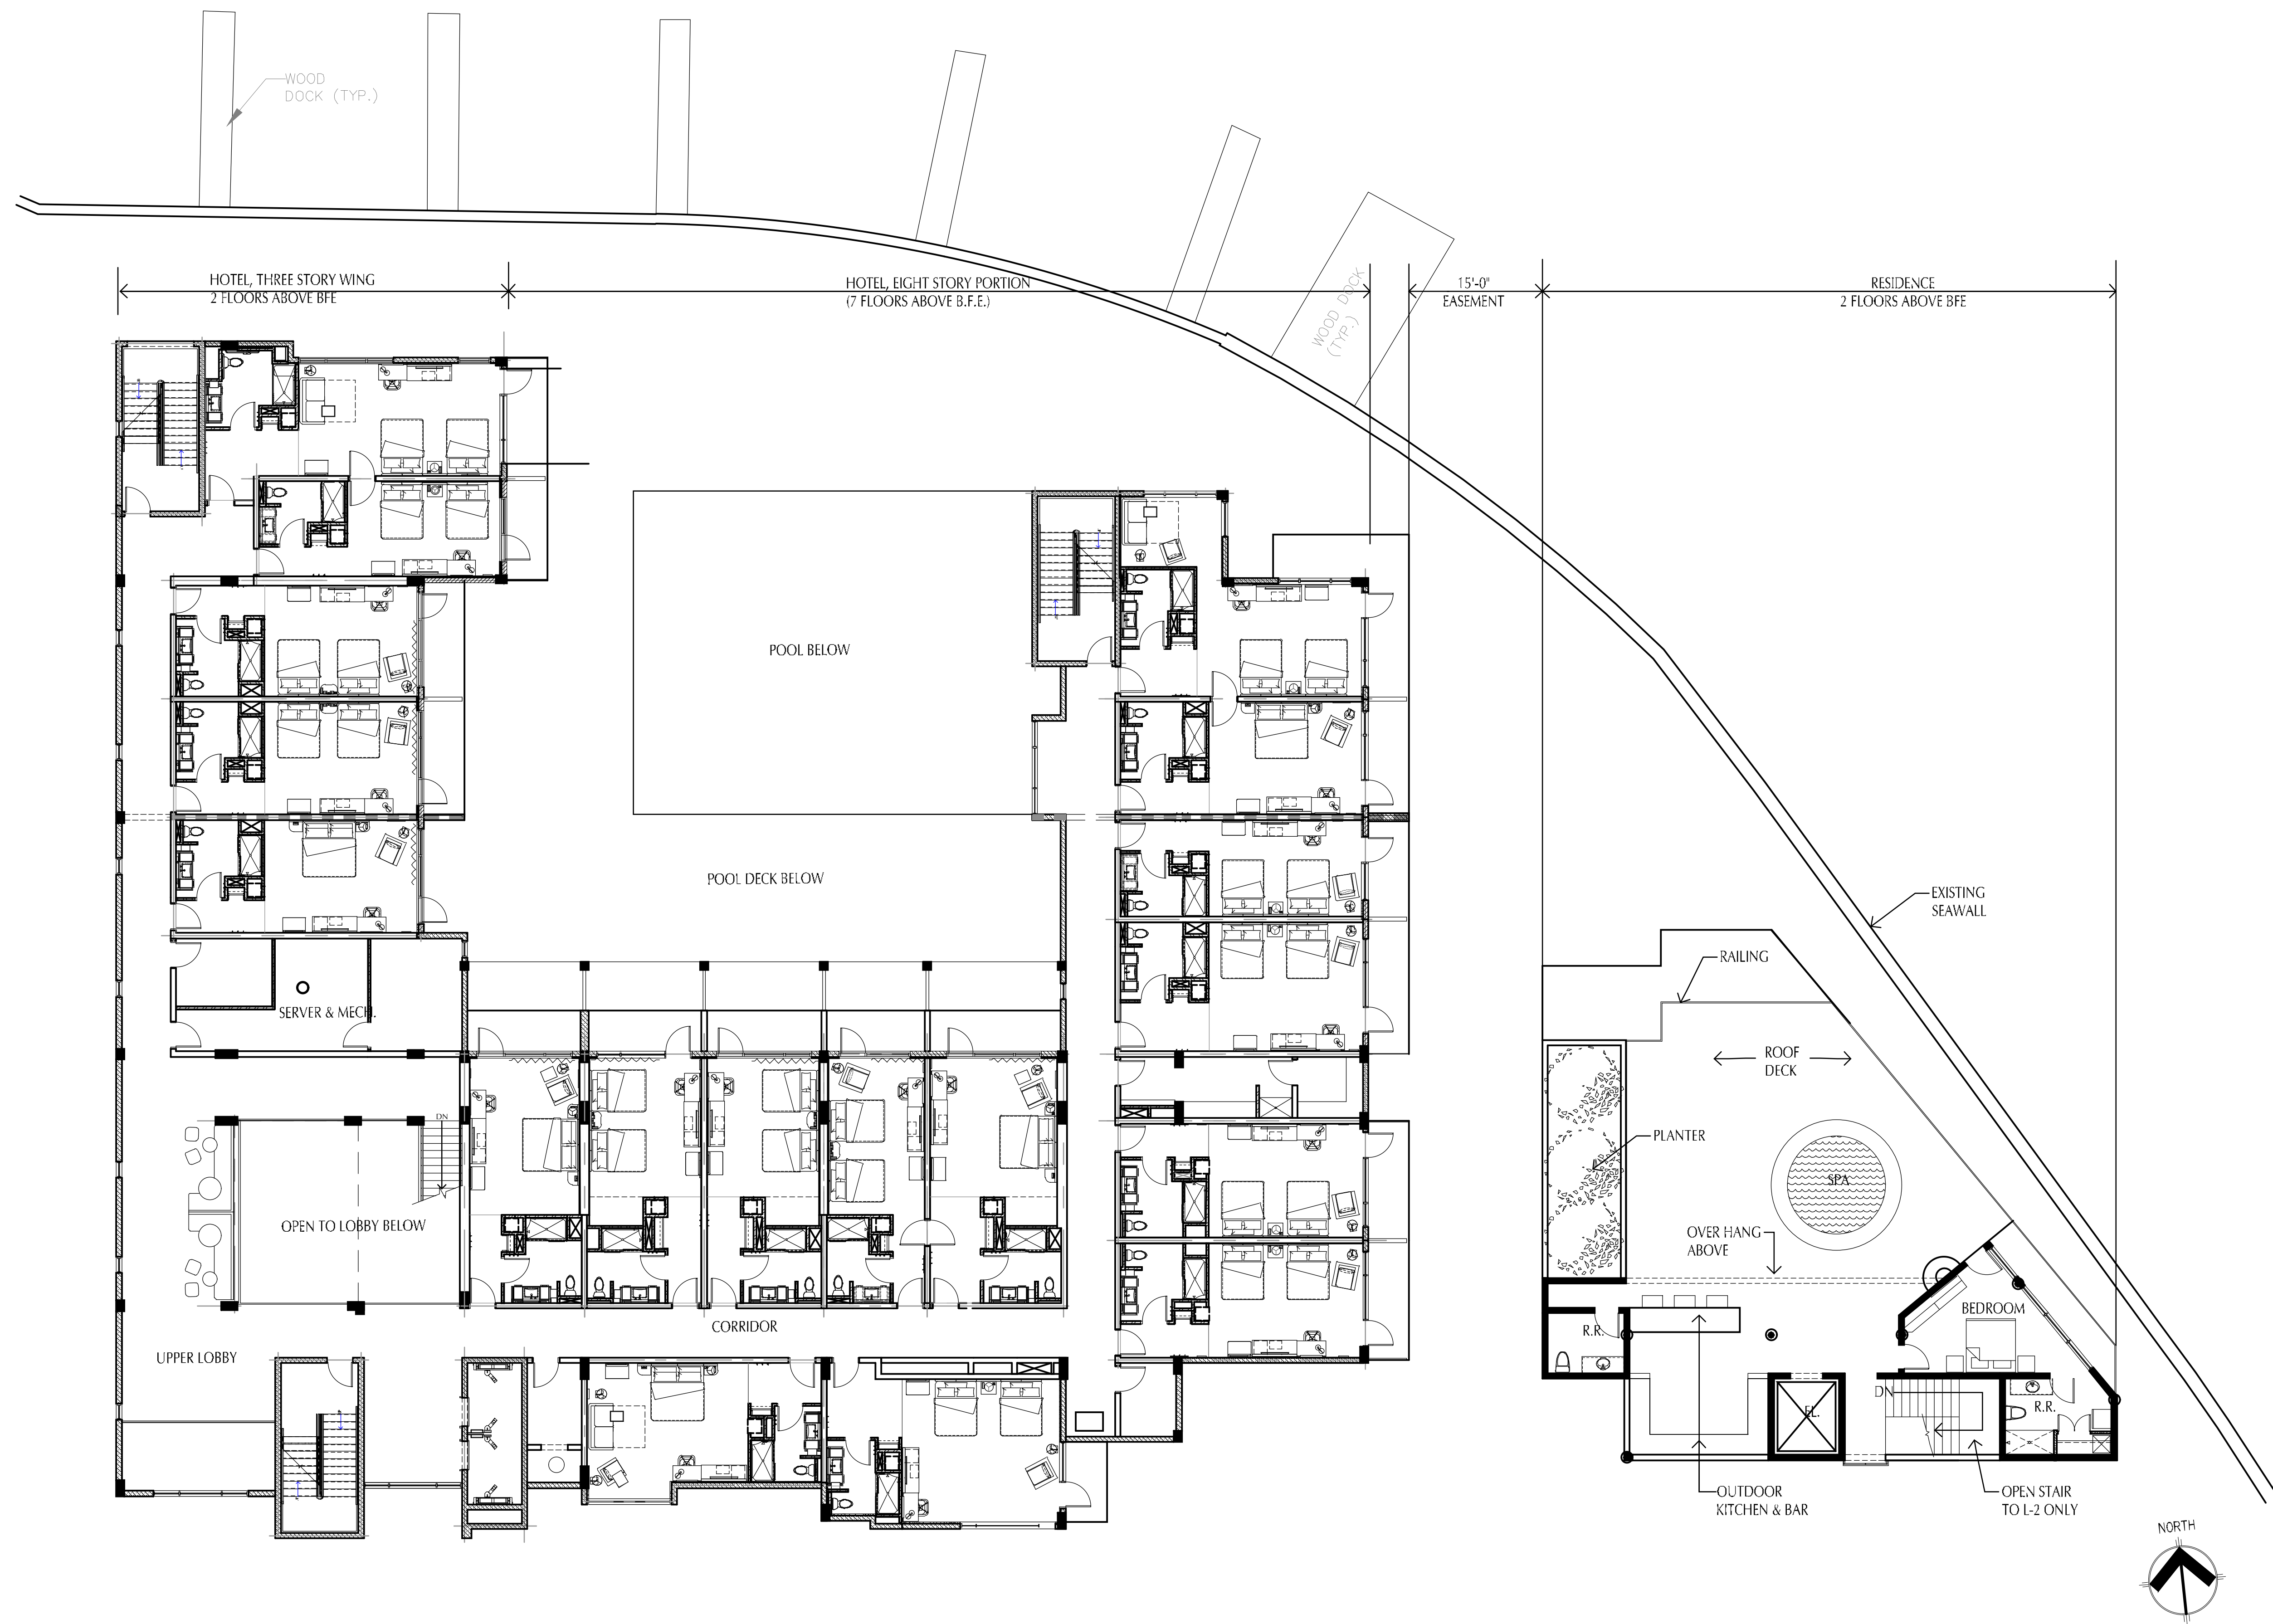 WOOD
DOCK (TYP.)
HOTEL, THREE STORY WING
2 FLOORS ABOVE BFE
HOTEL, EIGHT STORY PORTION
(7 FLOORS ABOVE B.F.E.)
WOOD DOCK
(TYP.)
15'-0"
EASEMENT
RESIDENCE
2 FLOORS ABOVE BFE
POOL BELOW
POOL DECK BELOW
EXISTING
SEAWALL
RAILING
SERVER & MECH.
ROOF
DECK
DN
PLANTER
SPA
OPEN TO LOBBY BELOW
OVER HANG
ABOVE
BEDROOM
CORRIDOR
R.R.
UPPER LOBBY
DN
EL.
R.R.
OUTDOOR
KITCHEN & BAR
OPEN STAIR
TO L-2 ONLY
NORTH